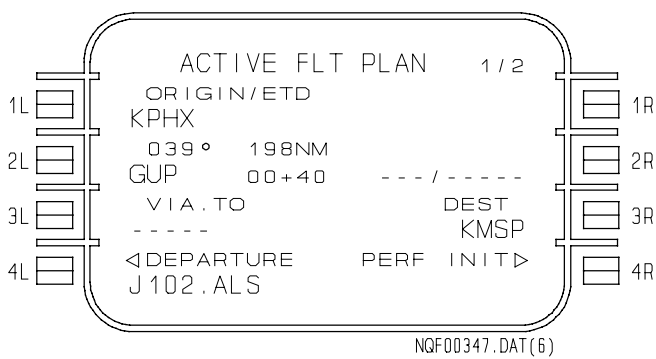 ACTIVE FLT PLAN 1/2
ORIGIN/ETD
1L KPHX 1R
039° 198NM
2L GUP 00+40 ---/----- 2R
VIA.TO DEST
3L ----- KMSP 3R
◁DEPARTURE PERF INIT▷
4L J102.ALS 4R
NQF00347.DAT(6)